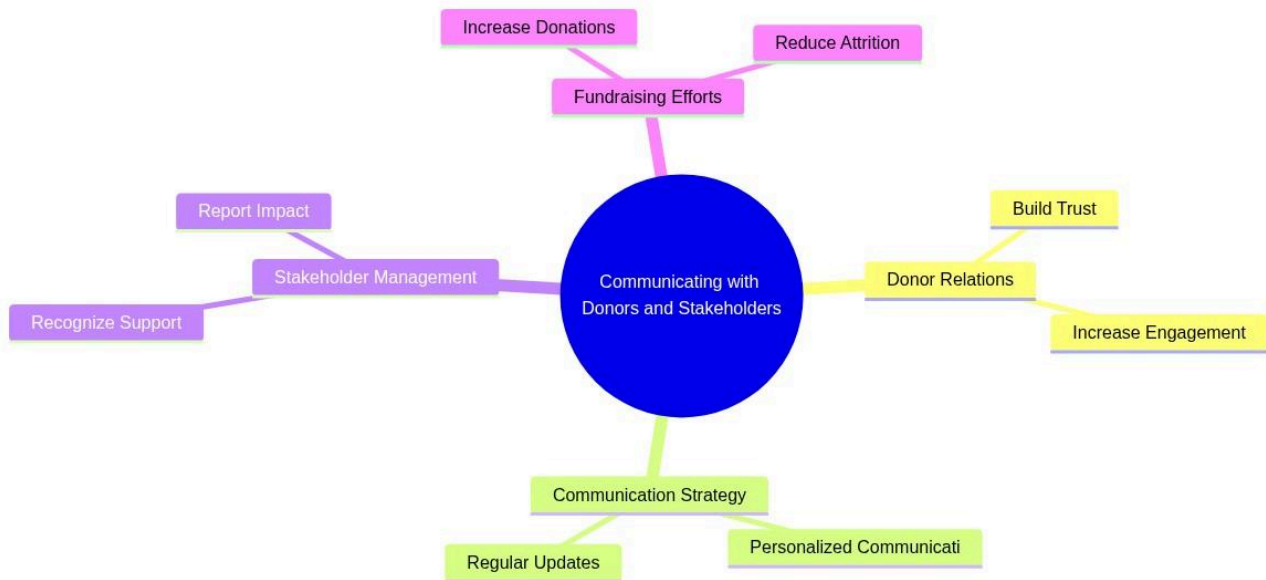 Increase Donations
Reduce Attrition
Fundraising Efforts
Report Impact
Build Trust
Stakeholder Management
Communicating with
Donors and Stakeholders
Donor Relations
Recognize Support
Increase Engagement
Communication Strategy
Regular Updates
Personalized Communicati